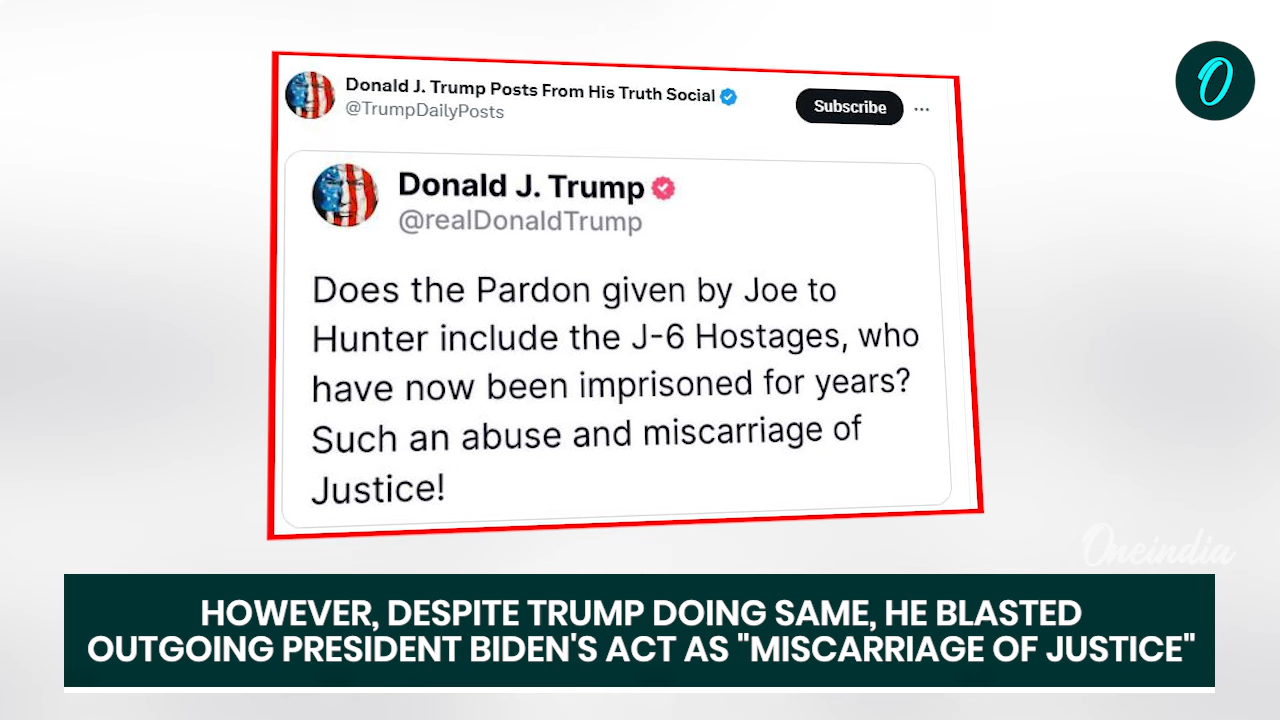 Donald J. Trump Posts From His Truth Social
@TrumpDailyPosts
Subscribe
...
Donald J. Trump
@realDonaldTrump
Does the Pardon given by Joe to
Hunter include the J-6 Hostages, who
have now been imprisoned for years?
Such an abuse and miscarriage of
Justice!
Oneindia
HOWEVER, DESPITE TRUMP DOING SAME, HE BLASTED
OUTGOING PRESIDENT BIDEN'S ACT AS "MISCARRIAGE OF JUSTICE"